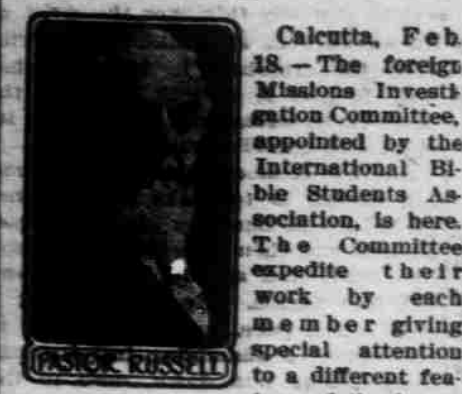 Calcutta, Feb.
18.—The foreign
Missions Investi-
gation Committee,
appointed by the
International Bi-
ble Students As-
sociation, is here.
The Committee
expedite their
work by each
member giving
special attention
to a different fea-
PASTOR RUSSELL